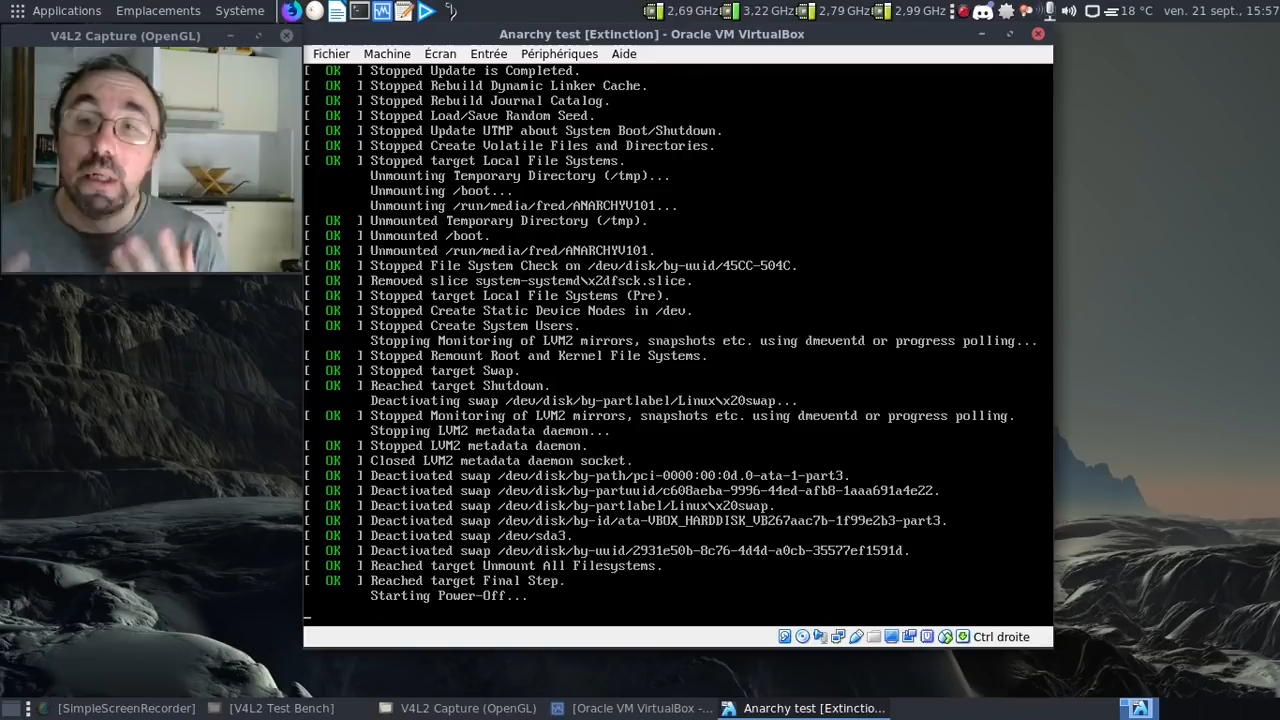 Applications Emplacements Système
2,69 GHz 3,22 GHz 2,79 GHz 2,99 GHz 18 °C ven. 21 sept., 15:57
V4L2 Capture (OpenGL)
Anarchy test [Extinction] - Oracle VM VirtualBox
Fichier Machine Écran Entrée Périphériques Aide
[ OK ] Stopped Update is Completed.
[ OK ] Stopped Rebuild Dynamic Linker Cache.
[ OK ] Stopped Rebuild Journal Catalog.
[ OK ] Stopped Load/Save Random Seed.
[ OK ] Stopped Update UTMP about System Boot/Shutdown.
[ OK ] Stopped Create Volatile Files and Directories.
[ OK ] Stopped target Local File Systems.
Unmounting Temporary Directory (/tmp)...
Unmounting /boot...
Unmounting /run/media/fred/ANARCHYV101...
[ OK ] Unmounted Temporary Directory (/tmp).
[ OK ] Unmounted /boot.
[ OK ] Unmounted /run/media/fred/ANARCHYV101.
[ OK ] Stopped File System Check on /dev/disk/by-uuid/45CC-504C.
[ OK ] Removed slice system-systemd\x2dfsck.slice.
[ OK ] Stopped target Local File Systems (Pre).
[ OK ] Stopped Create Static Device Nodes in /dev.
[ OK ] Stopped Create System Users.
Stopping Monitoring of LVM2 mirrors, snapshots etc. using dmeventd or progress polling...
[ OK ] Stopped Remount Root and Kernel File Systems.
[ OK ] Stopped target Swap.
[ OK ] Reached target Shutdown.
Deactivating swap /dev/disk/by-partlabel/Linux\x20swap...
[ OK ] Stopped Monitoring of LVM2 mirrors, snapshots etc. using dmeventd or progress polling.
Stopping LVM2 metadata daemon...
[ OK ] Stopped LVM2 metadata daemon.
[ OK ] Closed LVM2 metadata daemon socket.
[ OK ] Deactivated swap /dev/disk/by-path/pci-0000:00:0d.0-ata-1-part3.
[ OK ] Deactivated swap /dev/disk/by-partuuid/c608aeba-9996-44ed-afb8-1aaa691a4e22.
[ OK ] Deactivated swap /dev/disk/by-partlabel/Linux\x20swap.
[ OK ] Deactivated swap /dev/disk/by-id/ata-VBOX_HARDDISK_VB267aac7b-1f99e2b3-part3.
[ OK ] Deactivated swap /dev/sda3.
[ OK ] Deactivated swap /dev/disk/by-uuid/2931e50b-8c76-4d4d-a0cb-35577ef1591d.
[ OK ] Reached target Unmount All Filesystems.
[ OK ] Reached target Final Step.
Starting Power-Off...
Ctrl droite
[SimpleScreenRecorder] [V4L2 Test Bench] V4L2 Capture (OpenGL) [Oracle VM VirtualBox -... Anarchy test [Extinctio...